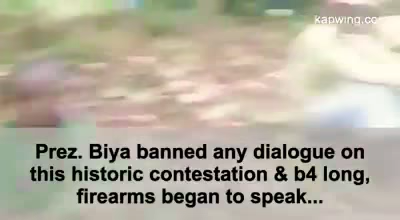 kapwing.co
Prez. Biya banned any dialogue on
this historic contestation & b4 long,
firearms began to speak...